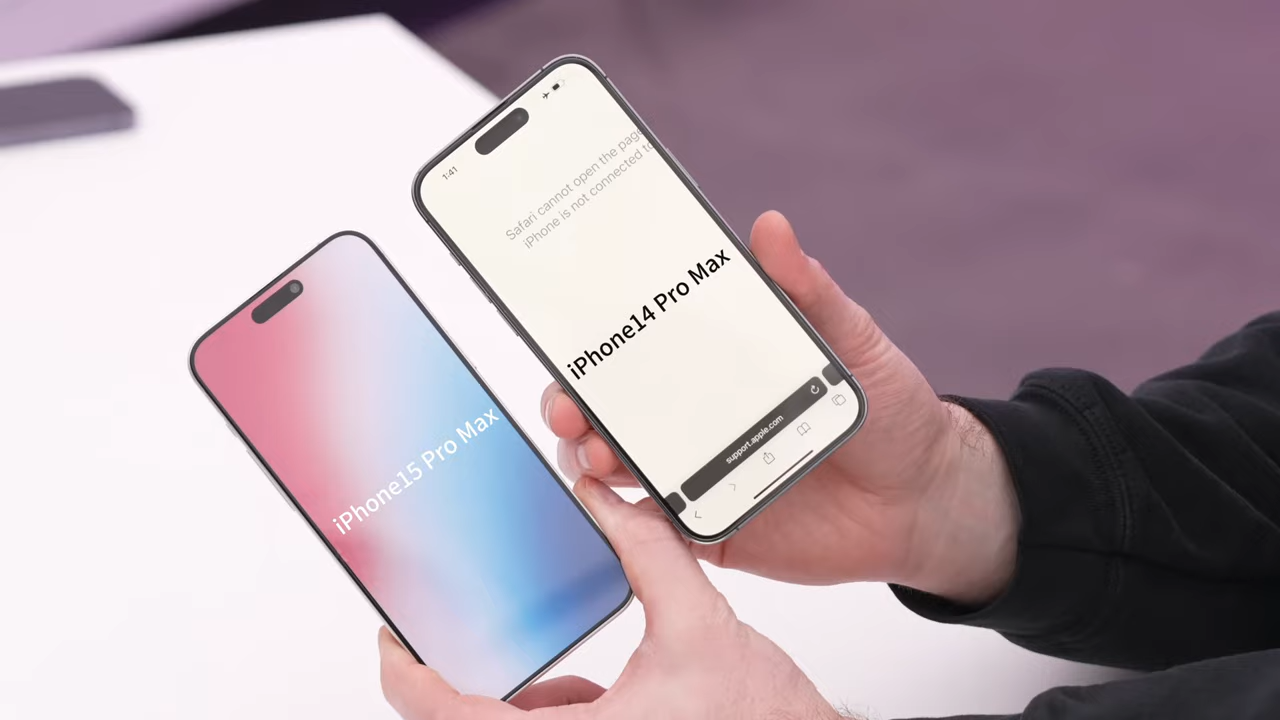 1:41
Safari cannot open the page
iPhone is not connected to
iPhone14 Pro Max
support.apple.com
iPhone15 Pro Max